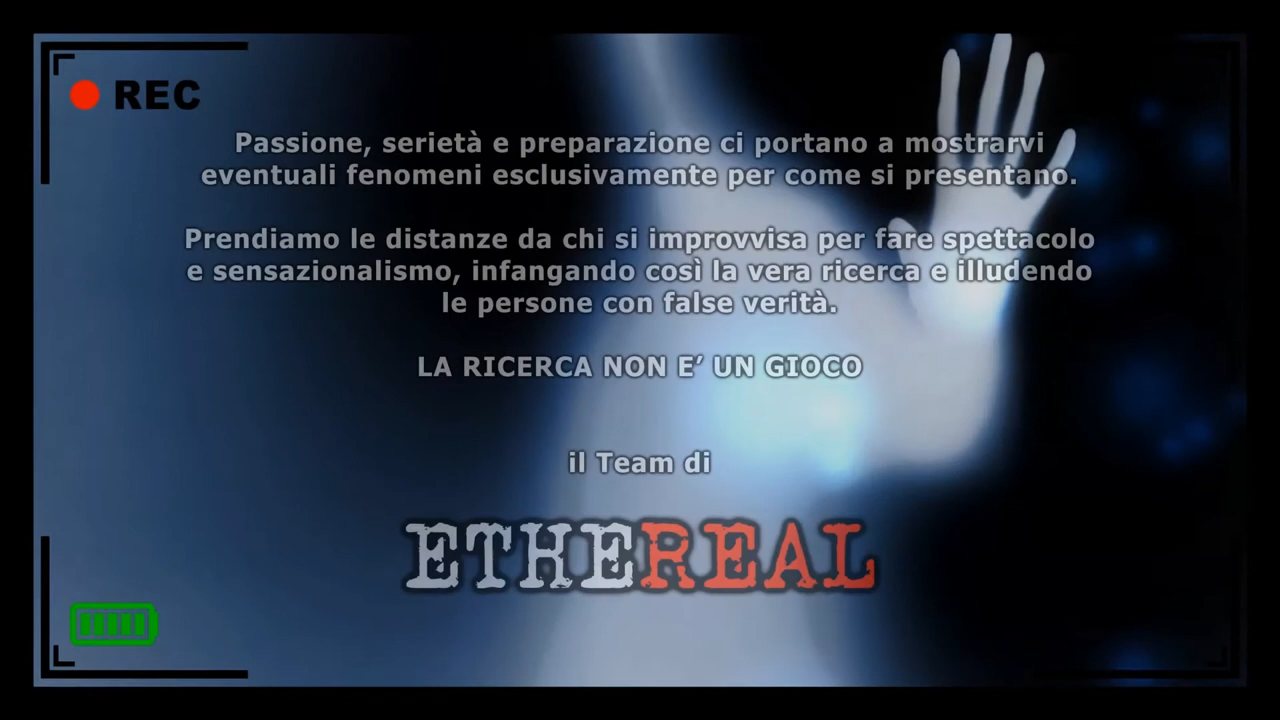 REC
Passione, serietà e preparazione ci portano a mostrarvi
eventuali fenomeni esclusivamente per come si presentano.
Prendiamo le distanze da chi si improvvisa per fare spettacolo
e sensazionalismo, infangando così la vera ricerca e illudendo
le persone con false verità.
LA RICERCA NON E’ UN GIOCO
il Team di
ETHEREAL